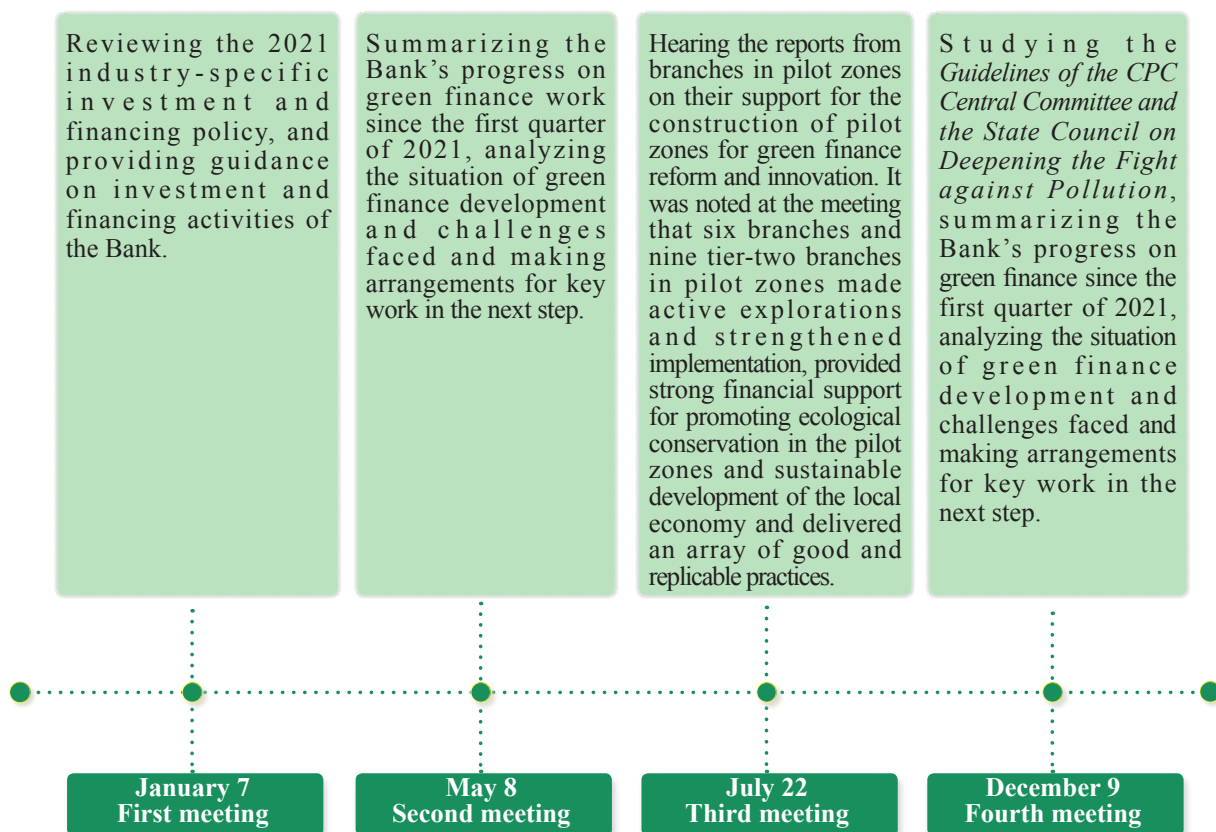 Reviewing the 2021
industry-specific
investment and
financing policy, and
providing guidance
on investment and
financing activities of
the Bank.
Summarizing the
Bank's progress on
green finance work
since the first quarter
of 2021, analyzing
the situation of green
finance development
and challenges
faced and making
arrangements for key
work in the next step.
Hearing the reports from
branches in pilot zones
on their support for the
construction of pilot
zones for green finance
reform and innovation. It
was noted at the meeting
that six branches and
nine tier-two branches
in pilot zones made
active explorations
and strengthened
implementation, provided
strong financial support
for promoting ecological
conservation in the pilot
zones and sustainable
development of the local
economy and delivered
an array of good and
replicable practices.
Studying the
Guidelines of the CPC
Central Committee and
the State Council on
Deepening the Fight
against Pollution,
summarizing the
Bank's progress on
green finance since the
first quarter of 2021,
analyzing the situation
of green finance
development and
challenges faced and
making arrangements
for key work in the
next step.
January 7
First meeting
May 8
Second meeting
July 22
Third meeting
December 9
Fourth meeting